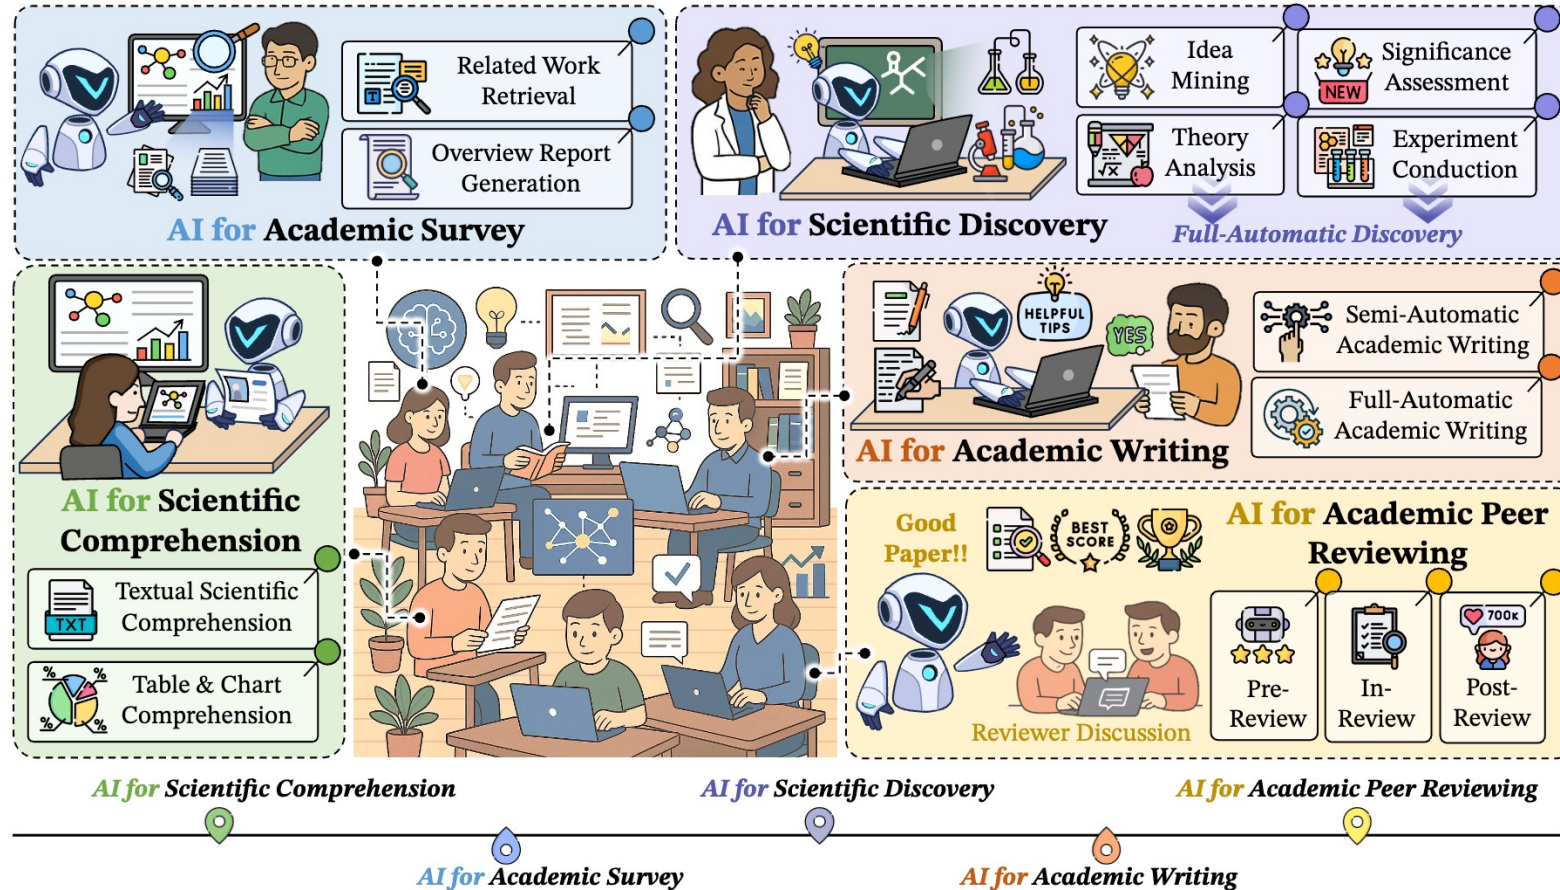 Related Work
Retrieval
Overview Report
Generation
T
AI for Academic Survey
Idea
Mining
Significance
Assessment
NEW
Theory
Analysis
√x
Experiment
Conduction
AI for Scientific Discovery
Full-Automatic Discovery
AI for Scientific
Comprehension
Textual Scientific
Comprehension
TXT
Table & Chart
Comprehension
%
%
%
%
HELPFUL
TIPS
YES
Semi-Automatic
Academic Writing
Full-Automatic
Academic Writing
AI for Academic Writing
Good
Paper!!
BEST
SCORE
AI for Academic Peer
Reviewing
Reviewer Discussion
Pre-
Review
In-
Review
700K
Post-
Review
AI for Scientific Comprehension
AI for Academic Survey
AI for Scientific Discovery
AI for Academic Writing
AI for Academic Peer Reviewing